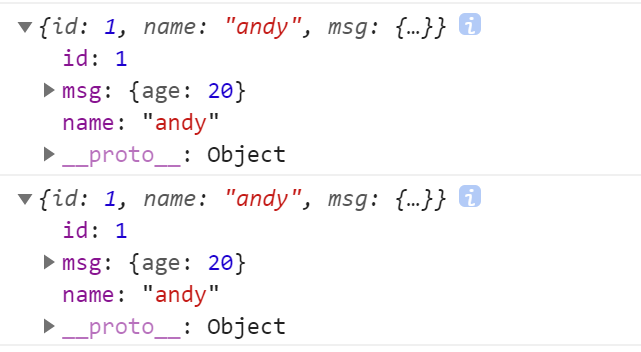 ▼{id: 1, name: "andy", msg: {…}} i
id: 1
▶msg: {age: 20}
name: "andy"
▶__proto__: Object
▼{id: 1, name: "andy", msg: {…}} i
id: 1
▶msg: {age: 20}
name: "andy"
▶__proto__: Object